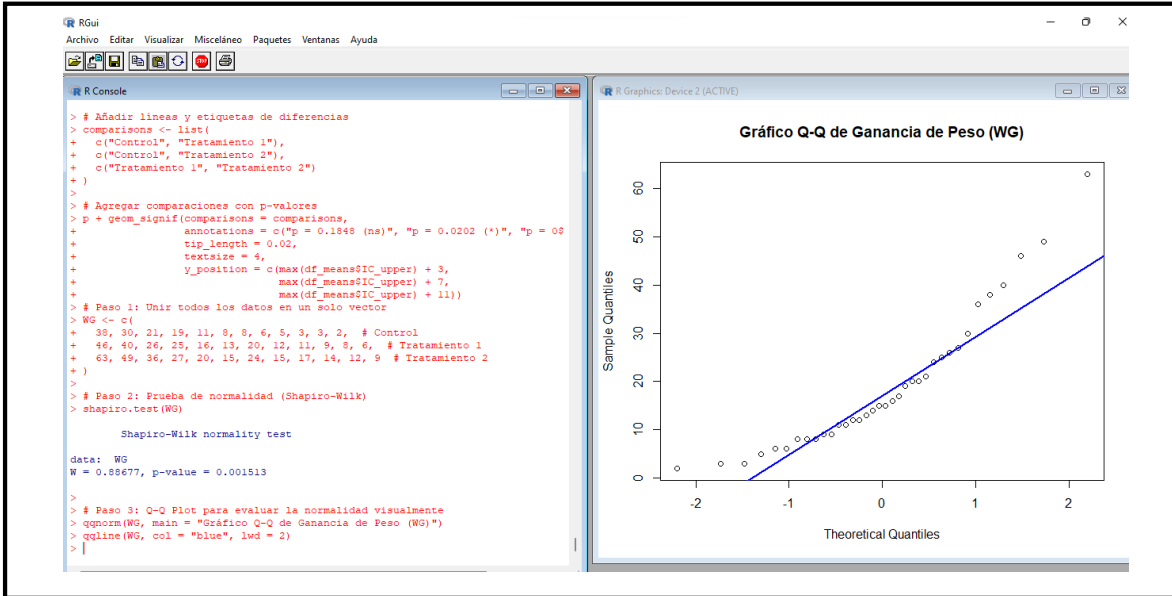 RGui
Archivo Editar Visualizar Misceláneo Paquetes Ventanas Ayuda
STOP
R Console
> # Añadir líneas y etiquetas de diferencias
> comparisons <- list(
+   c("Control", "Tratamiento 1"),
+   c("Control", "Tratamiento 2"),
+   c("Tratamiento 1", "Tratamiento 2")
+ )
>
> # Agregar comparaciones con p-valores
> p + geom_signif(comparisons = comparisons,
+                 annotations = c("p = 0.1848 (ns)", "p = 0.0202 (*)", "p = 0$
+                 tip_length = 0.02,
+                 textsize = 4,
+                 y_position = c(max(df_means$IC_upper) + 3,
+                                max(df_means$IC_upper) + 7,
+                                max(df_means$IC_upper) + 11))
> # Paso 1: Unir todos los datos en un solo vector
> WG <- c(
+   38, 30, 21, 19, 11, 8, 8, 6, 5, 3, 3, 2,  # Control
+   46, 40, 26, 25, 16, 13, 20, 12, 11, 9, 8, 6,  # Tratamiento 1
+   63, 49, 36, 27, 20, 15, 24, 15, 17, 14, 12, 9  # Tratamiento 2
+ )
>
> # Paso 2: Prueba de normalidad (Shapiro-Wilk)
> shapiro.test(WG)
Shapiro-Wilk normality test
data:  WG
W = 0.88677, p-value = 0.001513
>
> # Paso 3: Q-Q Plot para evaluar la normalidad visualmente
> qqnorm(WG, main = "Gráfico Q-Q de Ganancia de Peso (WG)")
> qqline(WG, col = "blue", lwd = 2)
>
R Graphics: Device 2 (ACTIVE)
Gráfico Q-Q de Ganancia de Peso (WG)
Sample Quantiles
60
50
40
30
20
10
0
-2 -1 0 1 2
Theoretical Quantiles